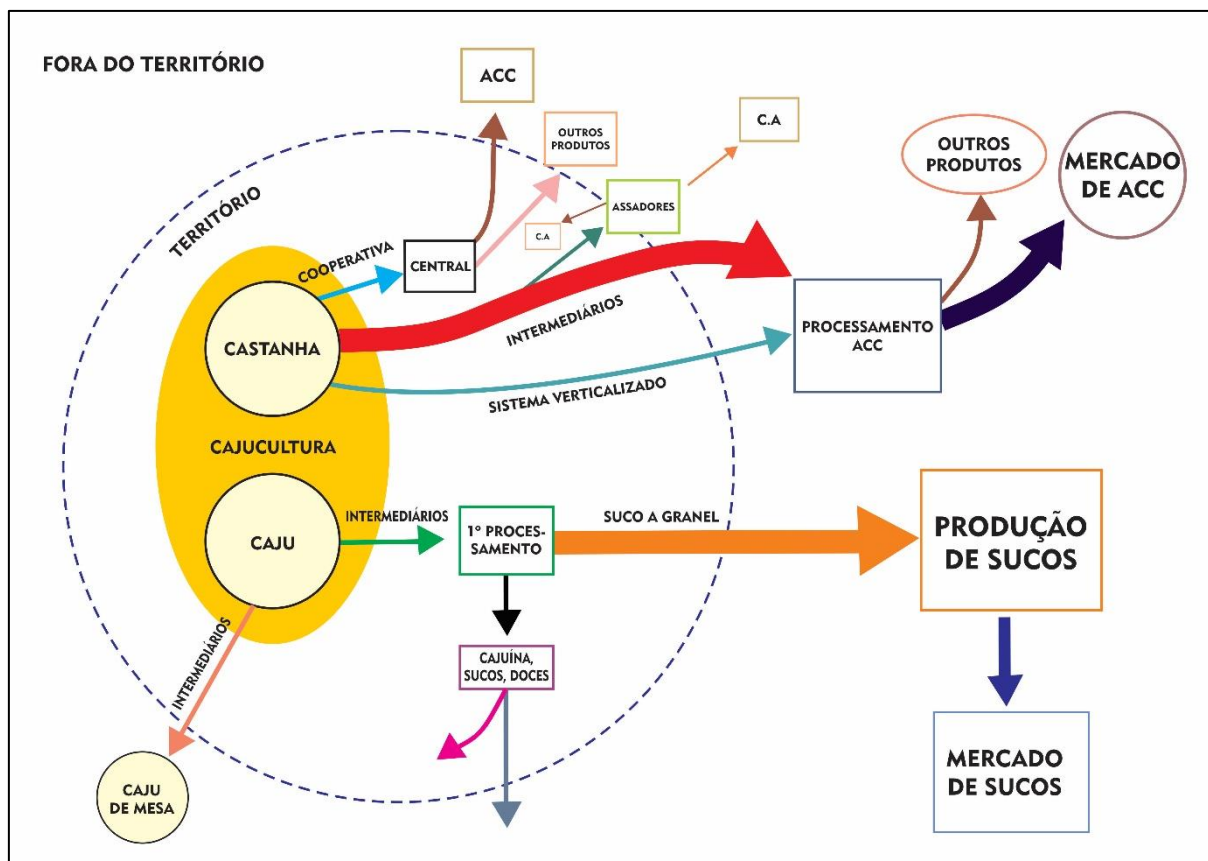 FORA DO TERRITÓRIO
ACC
C.A
OUTROS
PRODUTOS
OUTROS
PRODUTOS
MERCADO
DE ACC
TERRITÓRIO
ASSADORES
C.A
COOPERATIVA
CENTRAL
INTERMEDIÁRIOS
CASTANHA
PROCESSAMENTO
ACC
SISTEMA VERTICALIZADO
CAJUCULTURA
CAJU
INTERMEDIÁRIOS
1º PROCES-
SAMENTO
SUCO A GRANEL
PRODUÇÃO
DE SUCOS
INTERMEDIÁRIOS
CAJUÍNA,
SUCOS, DOCES
CAJU
DE MESA
MERCADO
DE SUCOS